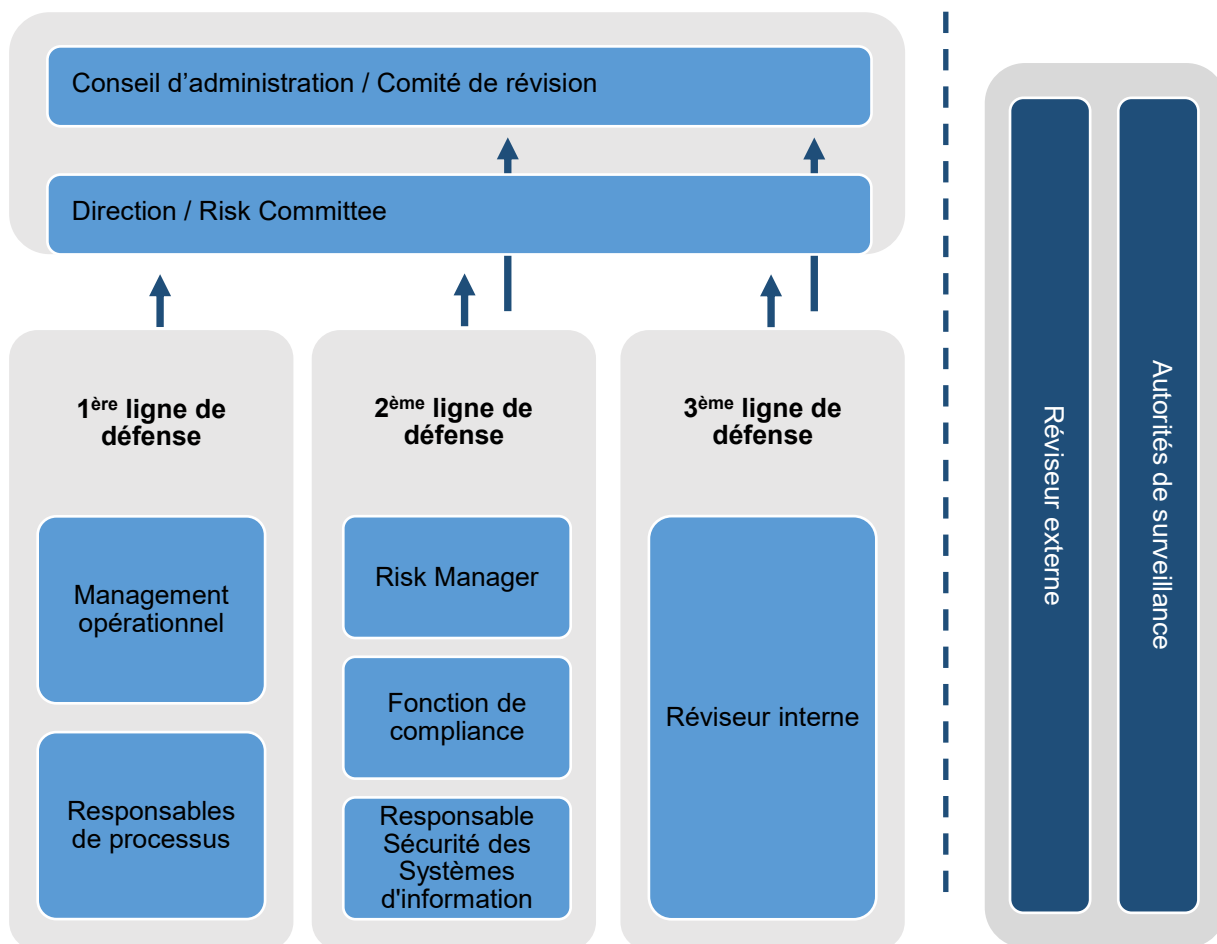 Conseil d’administration / Comité de révision
Direction / Risk Committee
1ère ligne de
défense
Management
opérationnel
Responsables
de processus
2ème ligne de
défense
Risk Manager
Fonction de
compliance
Responsable
Sécurité des
Systèmes
d'information
3ème ligne de
défense
Réviseur interne
Réviseur externe
Autorités de surveillance